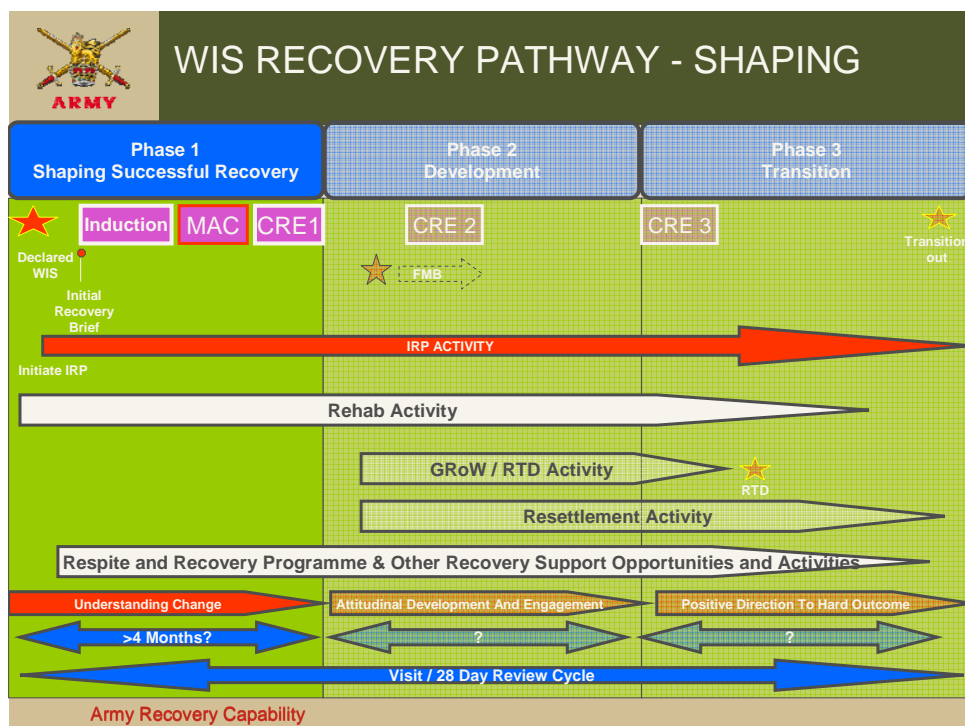 ARMY
WIS RECOVERY PATHWAY - SHAPING
Phase 1
Shaping Successful Recovery
Phase 2
Development
Phase 3
Transition
Induction
MAC
CRE1
CRE 2
CRE 3
Declared
WIS
Initial
Recovery
Brief
FMB
Transition
out
IRP ACTIVITY
Initiate IRP
Rehab Activity
GRoW / RTD Activity
RTD
Resettlement Activity
Respite and Recovery Programme & Other Recovery Support Opportunities and Activities
Understanding Change
Attitudinal Development And Engagement
Positive Direction To Hard Outcome
>4 Months?
?
?
Visit / 28 Day Review Cycle
Army Recovery Capability